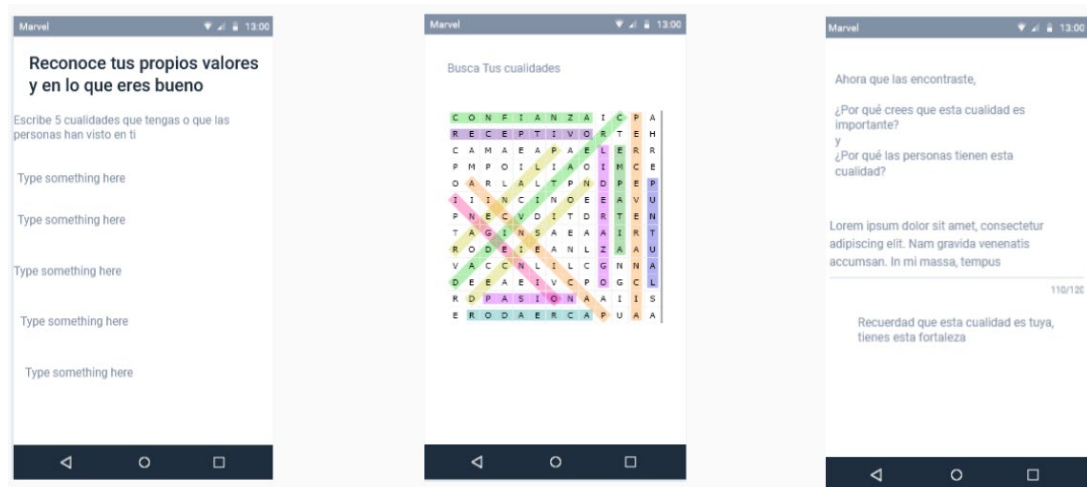 Marvel
13:00
Reconoce tus propios valores
y en lo que eres bueno
Escribe 5 cualidades que tengas o que las
personas han visto en ti
Type something here
Type something here
Type something here
Type something here
Type something here
Marvel
13:00
Busca Tus cualidades
C O N F I A N Z A I C P A
R E C E P T I V O R T E H
C A M A E A P A E L E R R
P M P O I L I A O I M C E
O A R L A L T P N D P E P
I I I N C I N O E E A V U
P N E C V D I T D R T E N
T A G I N S A E A A I R T
R O D E I E A N L Z A A U
V A C C N L I L C G N N A
D E E A E I V C P O G C L
R D P A S I O N A A I I S
E R O D A E R C A P U A A
Marvel
13:00
Ahora que las encontraste,
¿Por qué crees que esta cualidad es
importante?
y
¿Por qué las personas tienen esta
cualidad?
Lorem ipsum dolor sit amet, consectetur
adipiscing elit. Nam gravida venenatis
accumsan. In mi massa, tempus
110/120
Recuerdad que esta cualidad es tuya,
tienes esta fortaleza